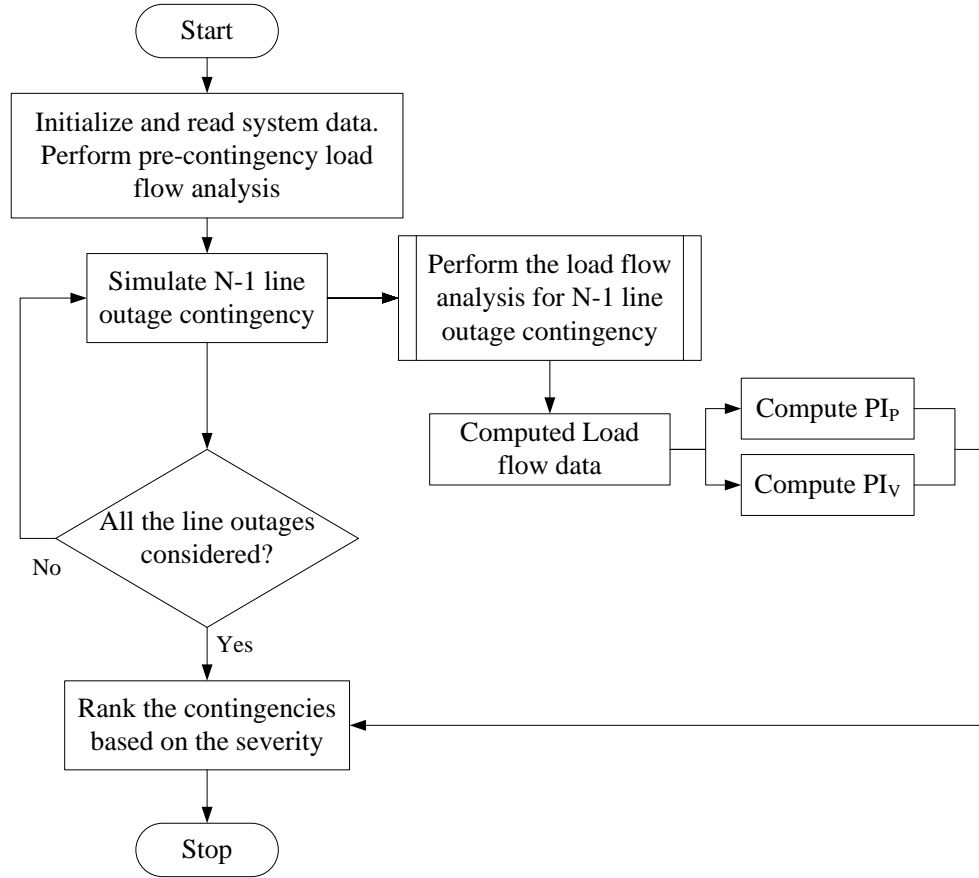 Start
Initialize and read system data.
Perform pre-contingency load
flow analysis
Simulate N-1 line
outage contingency
Perform the load flow
analysis for N-1 line
outage contingency
Computed Load
flow data
Compute PIP
Compute PIV
All the line outages
considered?
No
Yes
Rank the contingencies
based on the severity
Stop